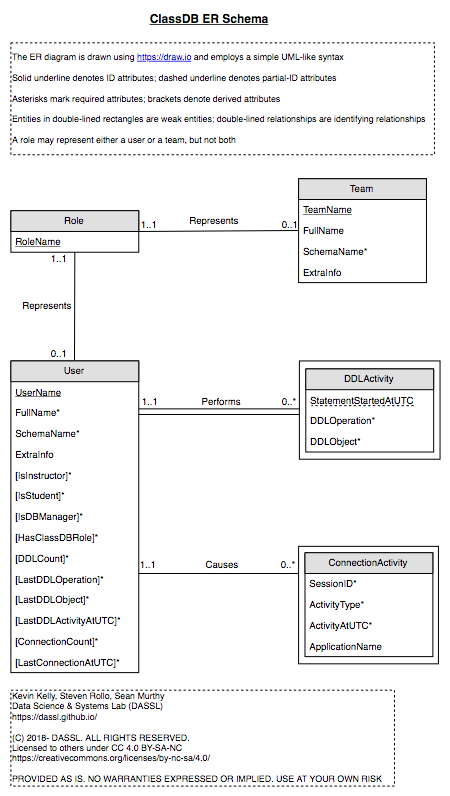 ClassDB ER Schema
The ER diagram is drawn using https://draw.io and employs a simple UML-like syntax
Solid underline denotes ID attributes; dashed underline denotes partial-ID attributes
Asterisks mark required attributes; brackets denote derived attributes
Entities in double-lined rectangles are weak entities; double-lined relationships are identifying relationships
A role may represent either a user or a team, but not both
Team
TeamName
FullName
SchemaName*
ExtraInfo
Role
RoleName
1..1
Represents
0..1
1..1
Represents
0..1
User
UserName
FullName*
SchemaName*
ExtraInfo
[IsInstructor]*
[IsStudent]*
[IsDBManager]*
[HasClassDBRole]*
[DDLCount]*
[LastDDLOperation]*
[LastDDLObject]*
[LastDDLActivityAtUTC]*
[ConnectionCount]*
[LastConnectionAtUTC]*
1..1
Performs
0..*
DDLActivity
StatementStartedAtUTC
DDLOperation*
DDLObject*
1..1
Causes
0..*
ConnectionActivity
SessionID*
ActivityType*
ActivityAtUTC*
ApplicationName
Kevin Kelly, Steven Rollo, Sean Murthy
Data Science & Systems Lab (DASSL)
https://dassl.github.io/
(C) 2018- DASSL. ALL RIGHTS RESERVED.
Licensed to others under CC 4.0 BY-SA-NC
https://creativecommons.org/licenses/by-nc-sa/4.0/
PROVIDED AS IS. NO WARRANTIES EXPRESSED OR IMPLIED. USE AT YOUR OWN RISK